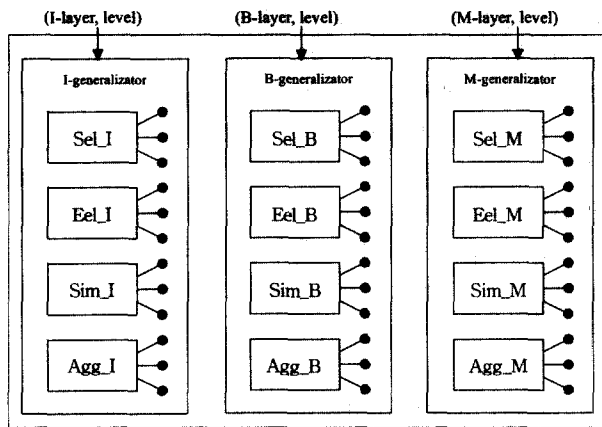 (I-layer, level) (B-layer, level) (M-layer, level)
I-generalizator B-generalizator M-generalizator
Sel_I Sel_B Sel_M
Eel_I Eel_B Eel_M
Sim_I Sim_B Sim_M
Agg_I Agg_B Agg_M